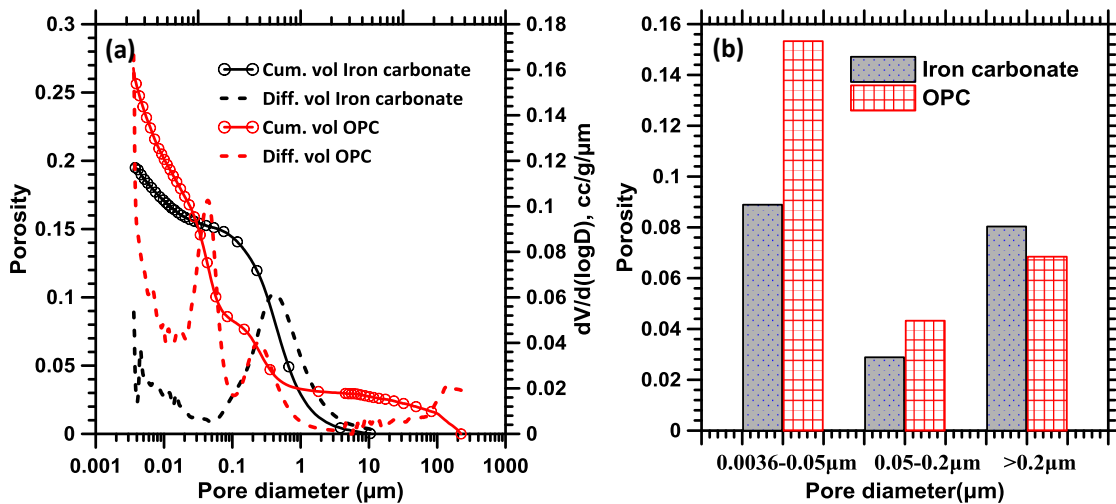 (a)
Cum. vol Iron carbonate
Diff. vol Iron carbonate
Cum. vol OPC
Diff. vol OPC
0.3
0.25
0.2
0.15
0.1
0.05
0
Porosity
0.18
0.16
0.14
0.12
0.1
0.08
0.06
0.04
0.02
0
dV/d(logD), cc/g/µm
0.001 0.01 0.1 1 10 100 1000
Pore diameter (µm)
(b)
Iron carbonate
OPC
0.16
0.14
0.12
0.1
0.08
0.06
0.04
0.02
0
Porosity
0.0036-0.05µm 0.05-0.2µm >0.2µm
Pore diameter(µm)